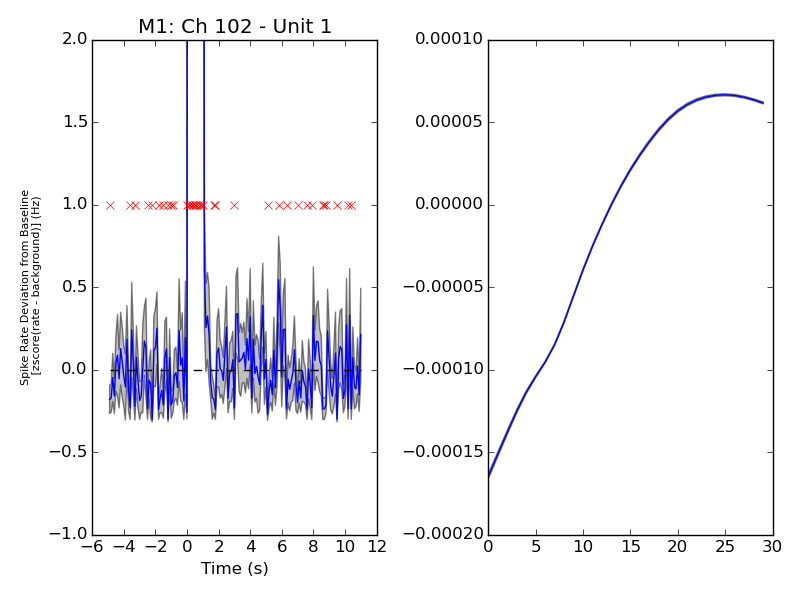 M1: Ch 102 - Unit 1
Spike Rate Deviation from Baseline
[zscore(rate - background)] (Hz)
2.0
1.5
1.0
0.5
0.0
−0.5
−1.0
−6 −4 −2 0 2 4 6 8 10 12
Time (s)
0.00010
0.00005
0.00000
−0.00005
−0.00010
−0.00015
−0.00020
0 5 10 15 20 25 30